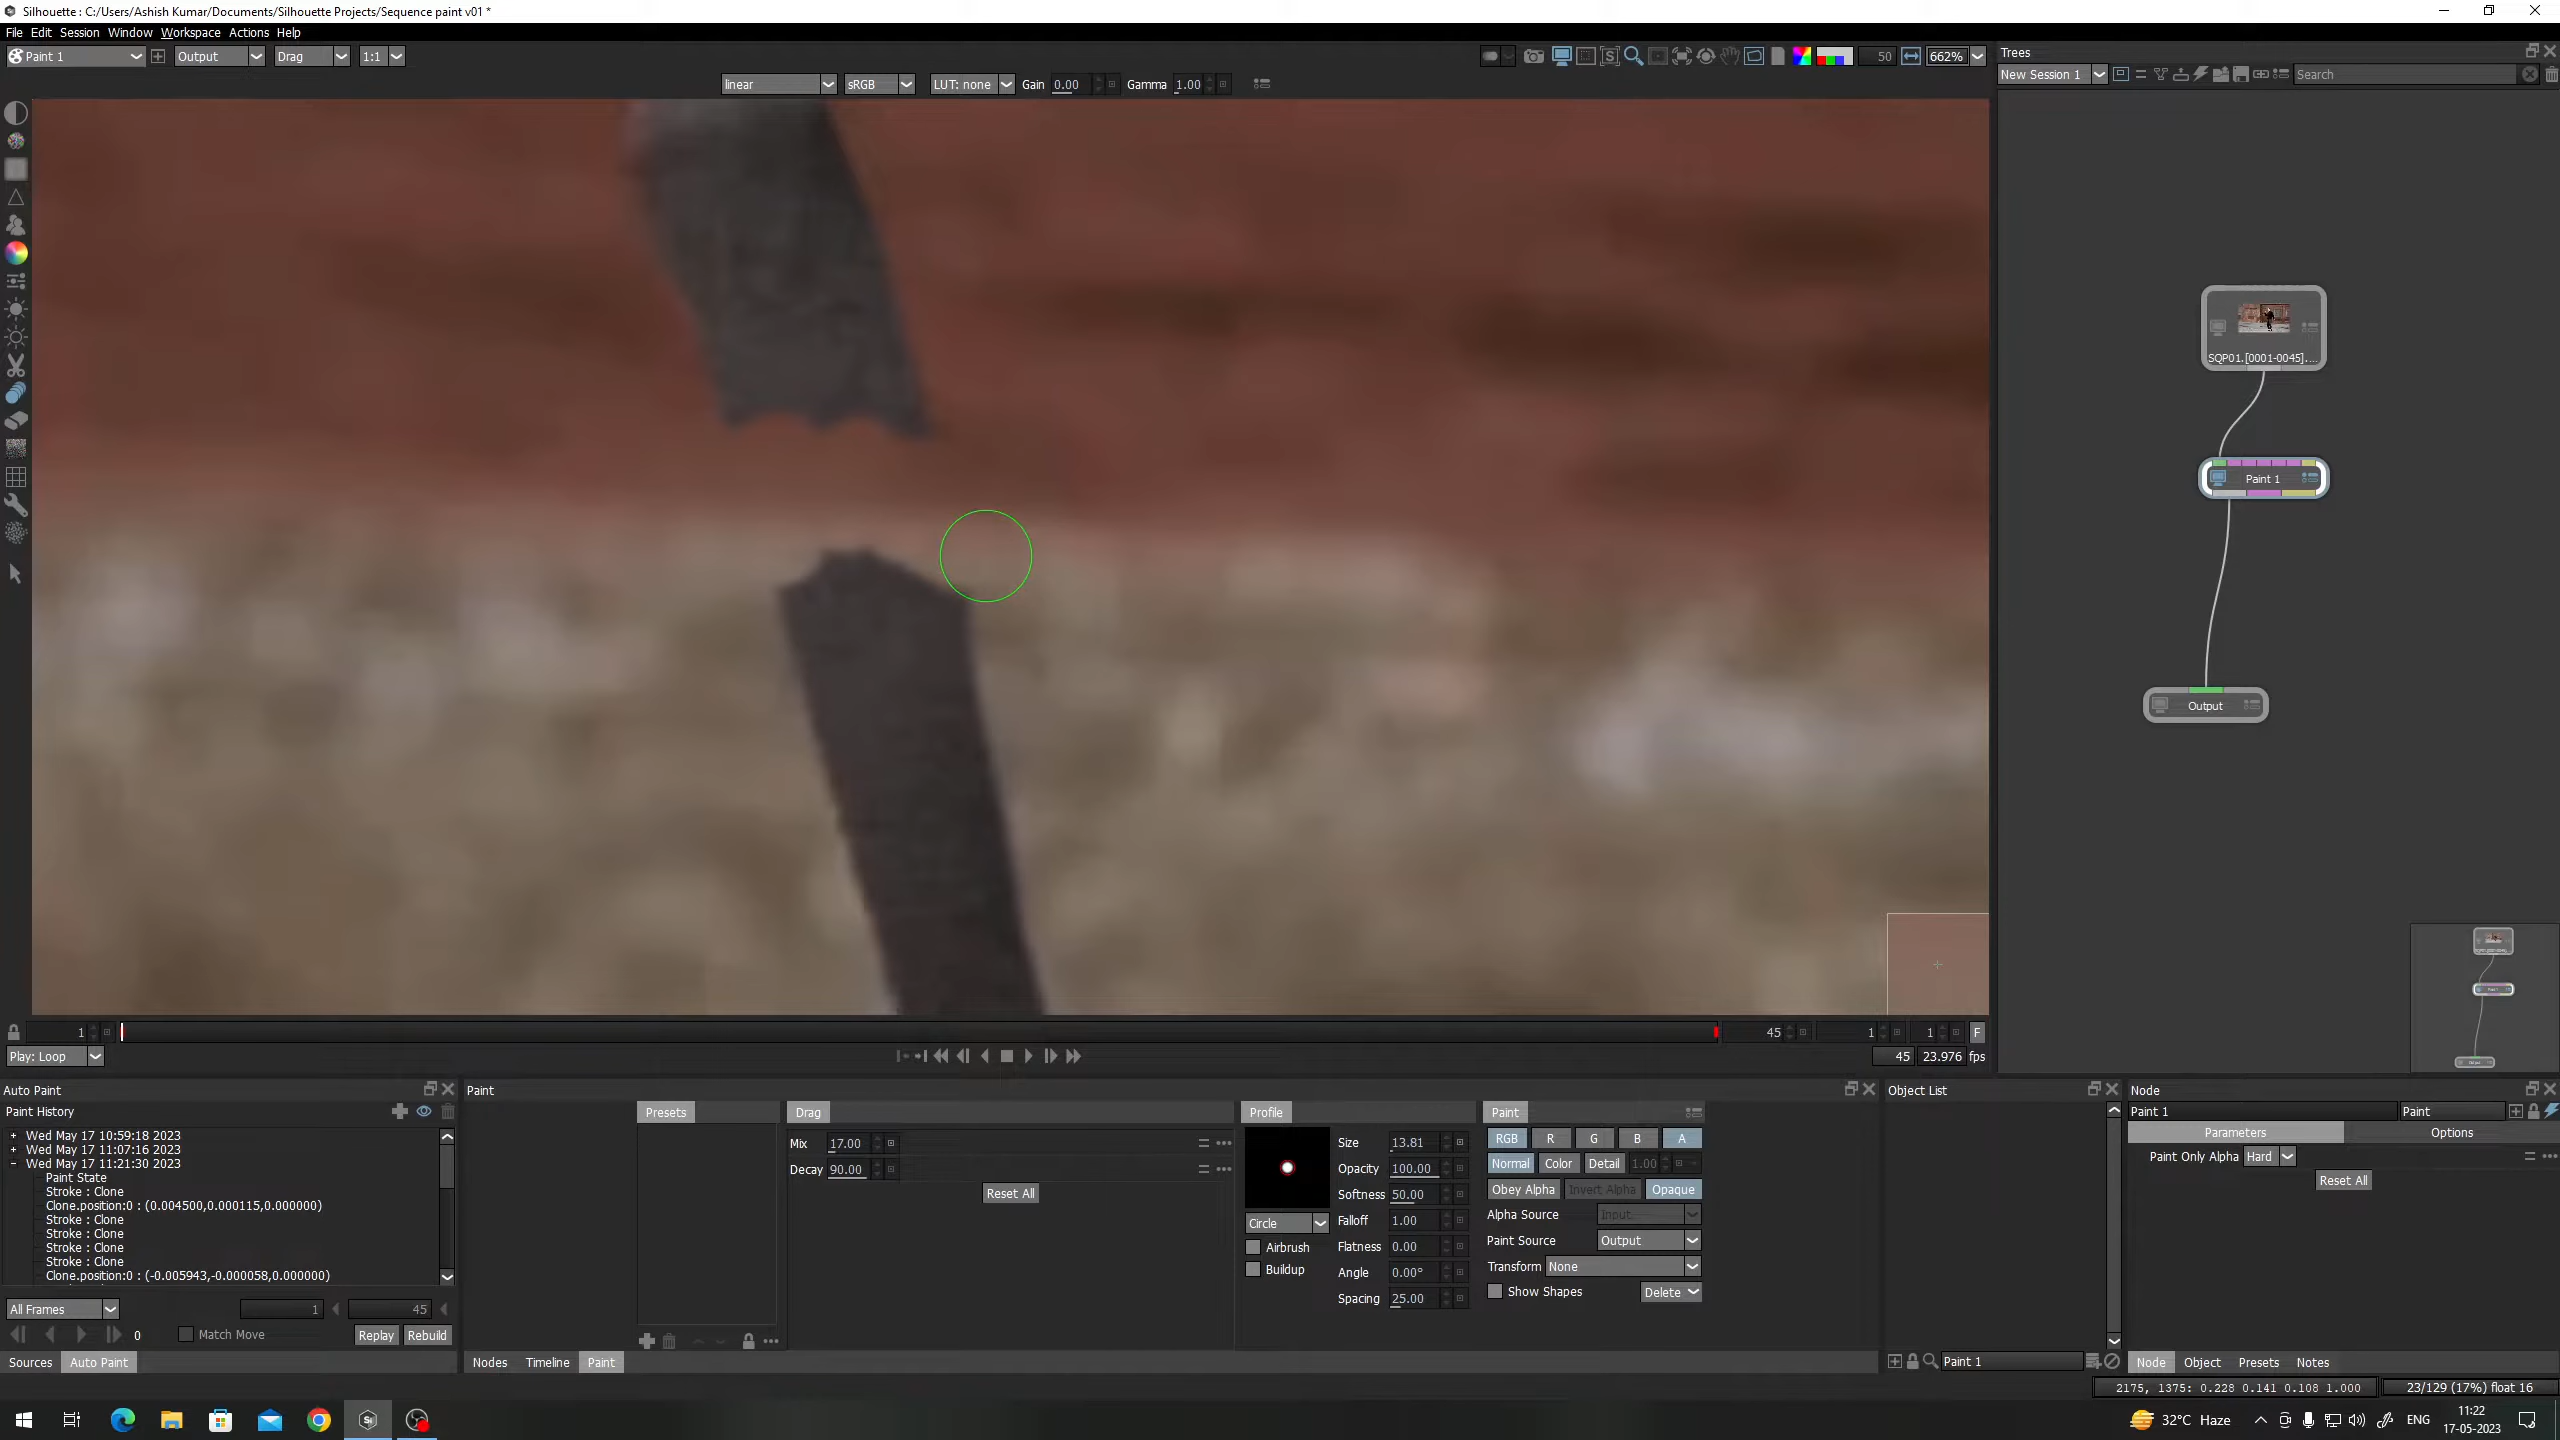 Silhouette : C:/Users/Ashish Kumar/Documents/Silhouette Projects/Sequence paint v01 *
File Edit Session Window Workspace Actions Help
Paint 1 Output Drag 1:1 50 662%
linear sRGB LUT: none Gain 0.00 Gamma 1.00
Trees
New Session 1 Search
SQP01.[0001-0045]....
Paint 1
Output
1 45 1 1 F
Play: Loop 45 23.976 fps
Auto Paint
Paint History
Wed May 17 10:59:18 2023
Wed May 17 11:07:16 2023
Wed May 17 11:21:30 2023
Paint State
Stroke : Clone
Clone.position:0 : (0.004500,0.000115,0.000000)
Stroke : Clone
Stroke : Clone
Stroke : Clone
Stroke : Clone
Clone.position:0 : (-0.005943,-0.000058,0.000000)
All Frames 1 45
0 Match Move Replay Rebuild
Sources Auto Paint
Paint
Presets
Drag
Mix 17.00
Decay 90.00
Reset All
Profile
Circle
Airbrush
Buildup
Size 13.81
Opacity 100.00
Softness 50.00
Falloff 1.00
Flatness 0.00
Angle 0.00°
Spacing 25.00
Paint
RGB R G B A
Normal Color Detail 1.00
Obey Alpha Invert Alpha Opaque
Alpha Source Input
Paint Source Output
Transform None
Show Shapes Delete
Nodes Timeline Paint
Object List
Paint 1
Node
Paint 1 Paint
Parameters Options
Paint Only Alpha Hard
Reset All
Node Object Presets Notes
2175, 1375: 0.228 0.141 0.108 1.000 23/129 (17%) float 16
32°C Haze ENG 11:22
17-05-2023